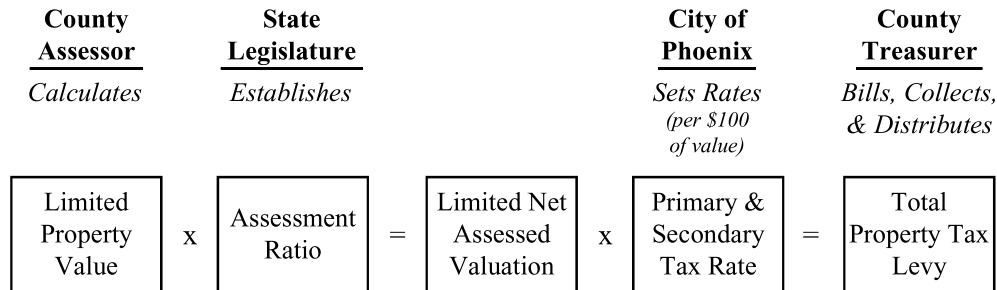 County
Assessor
Calculates
State
Legislature
Establishes
City of
Phoenix
Sets Rates
(per $100
of value)
County
Treasurer
Bills, Collects,
& Distributes
Limited
Property
Value
x
Assessment
Ratio
=
Limited Net
Assessed
Valuation
x
Primary &
Secondary
Tax Rate
=
Total
Property Tax
Levy